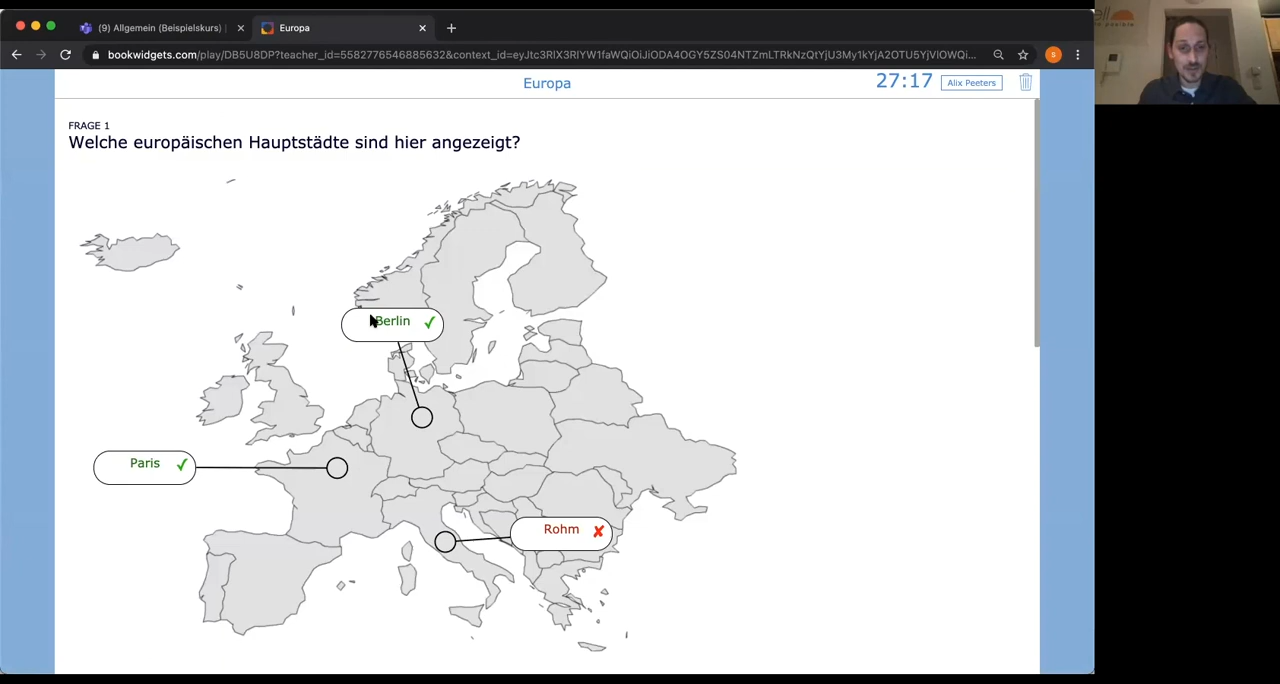 (9) Allgemein (Beispielskurs) |
Europa
bookwidgets.com/play/DB5U8DP?teacher_id=5582776546885632&context_id=eyJtc3RlX3RlYW1faWQiOiJiODA4OGY5ZS04NTZmLTRkNzQtYjU3My1kYjA2OTU5YjVlOWQi...
s
Europa
27:17
Alix Peeters
FRAGE 1
Welche europäischen Hauptstädte sind hier angezeigt?
Berlin
Paris
Rohm